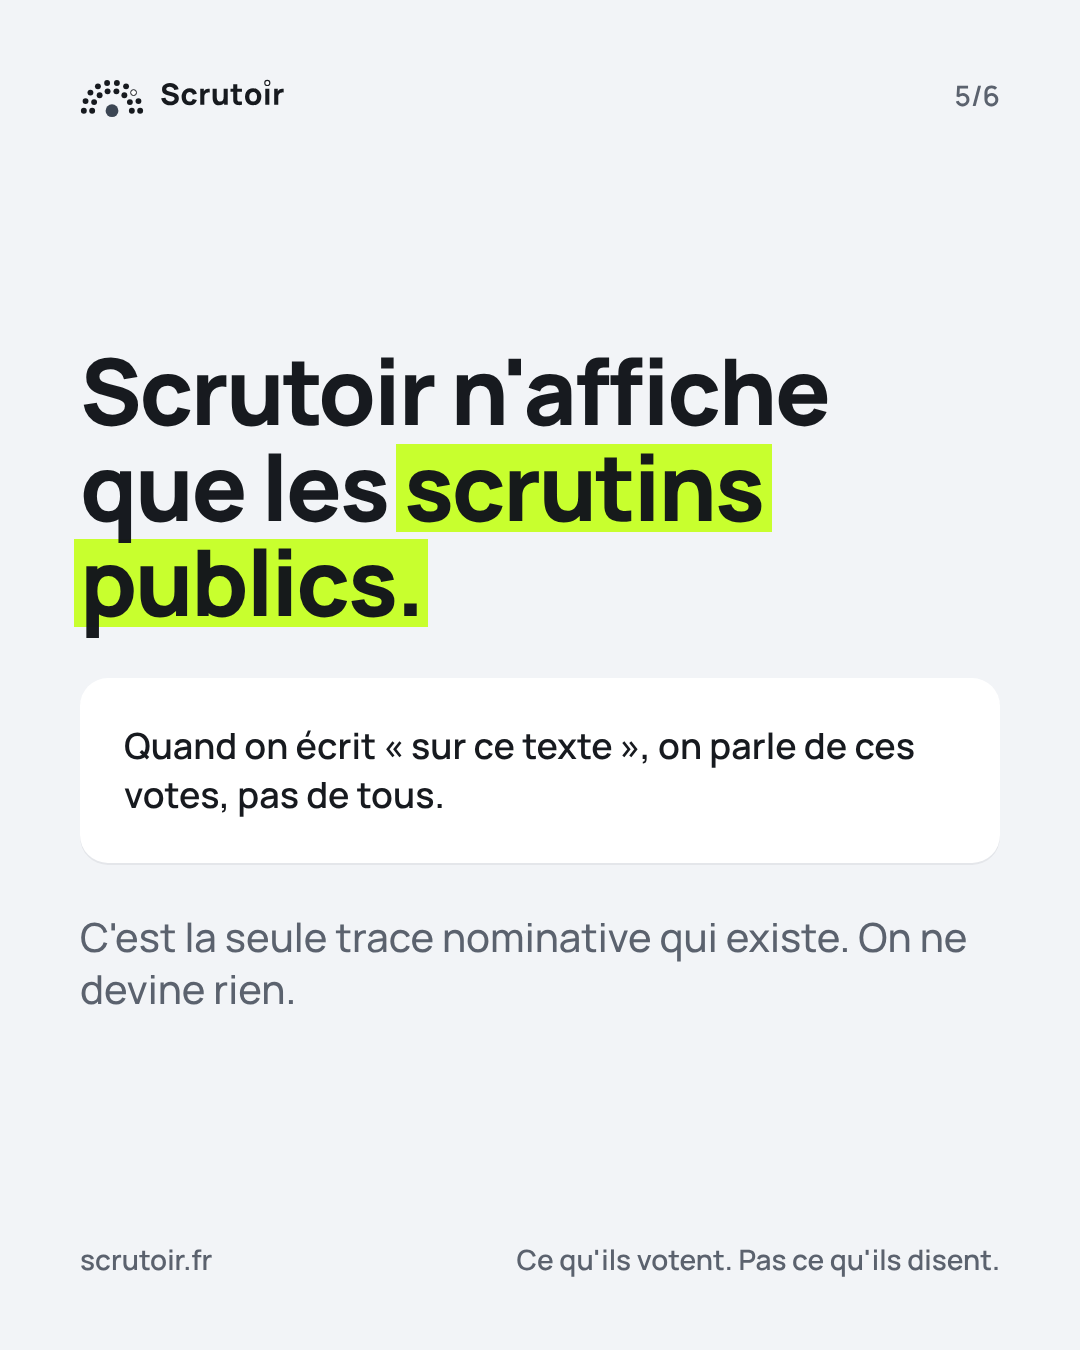 Scrutoir
5/6
Scrutoir n'affiche
que les scrutins
publics.
Quand on écrit « sur ce texte », on parle de ces
votes, pas de tous.
C'est la seule trace nominative qui existe. On ne
devine rien.
scrutoir.fr
Ce qu'ils votent. Pas ce qu'ils disent.